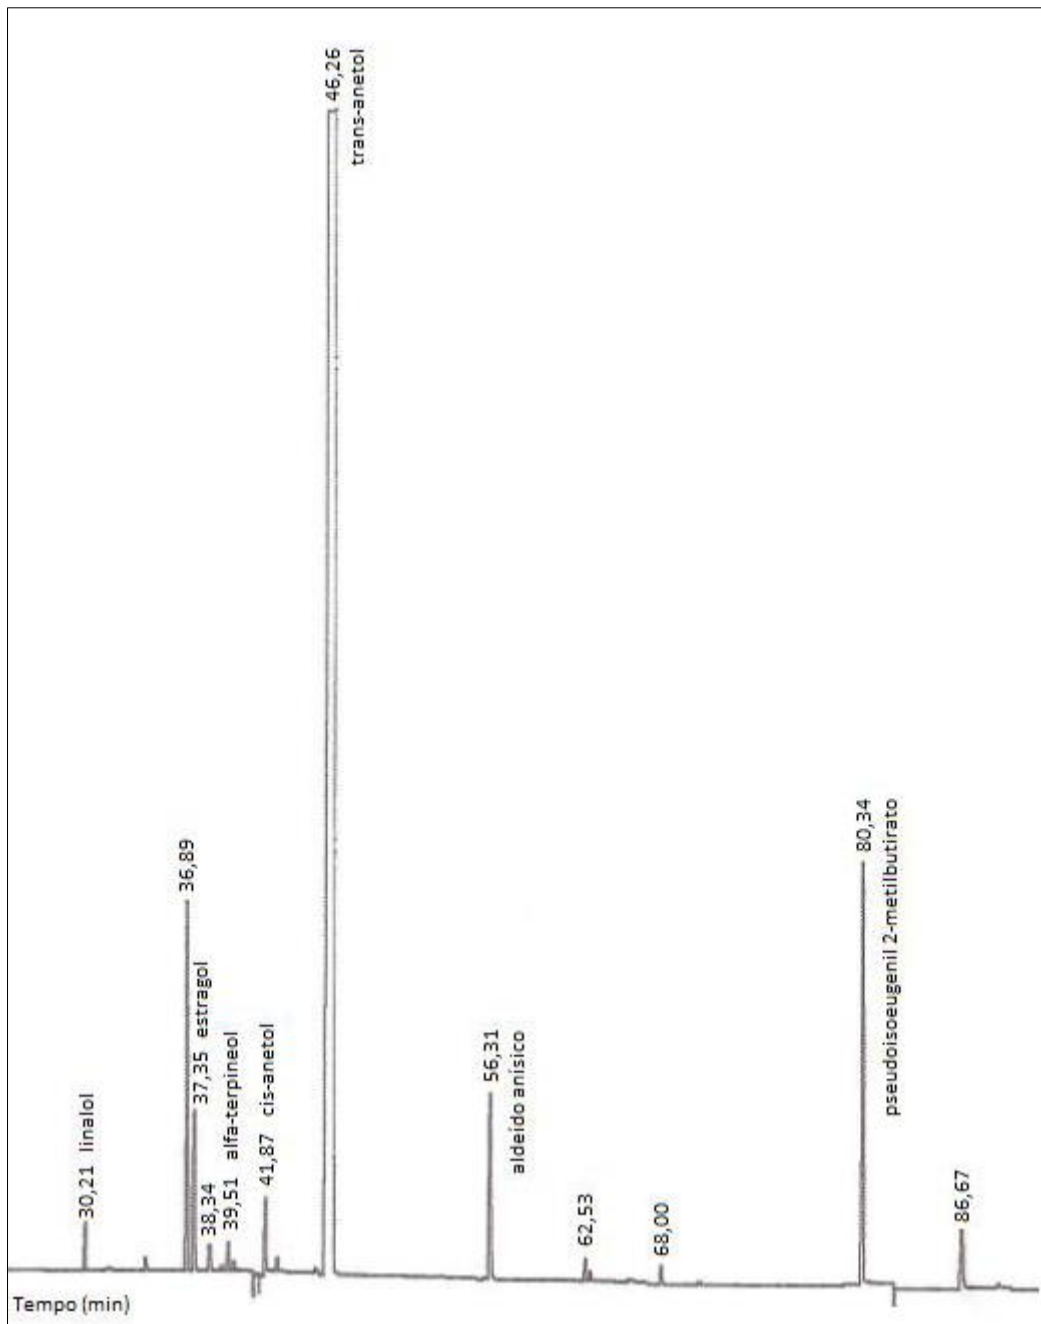 30,21 linalol
36,89
37,35 estragol
38,34
39,51 alfa-terpineol
41,87 cis-anetol
46,26
trans-anetol
56,31
aldeído anísico
62,53
68,00
80,34
pseudoisoeugenil 2-metilbutirato
86,67
Tempo (min)